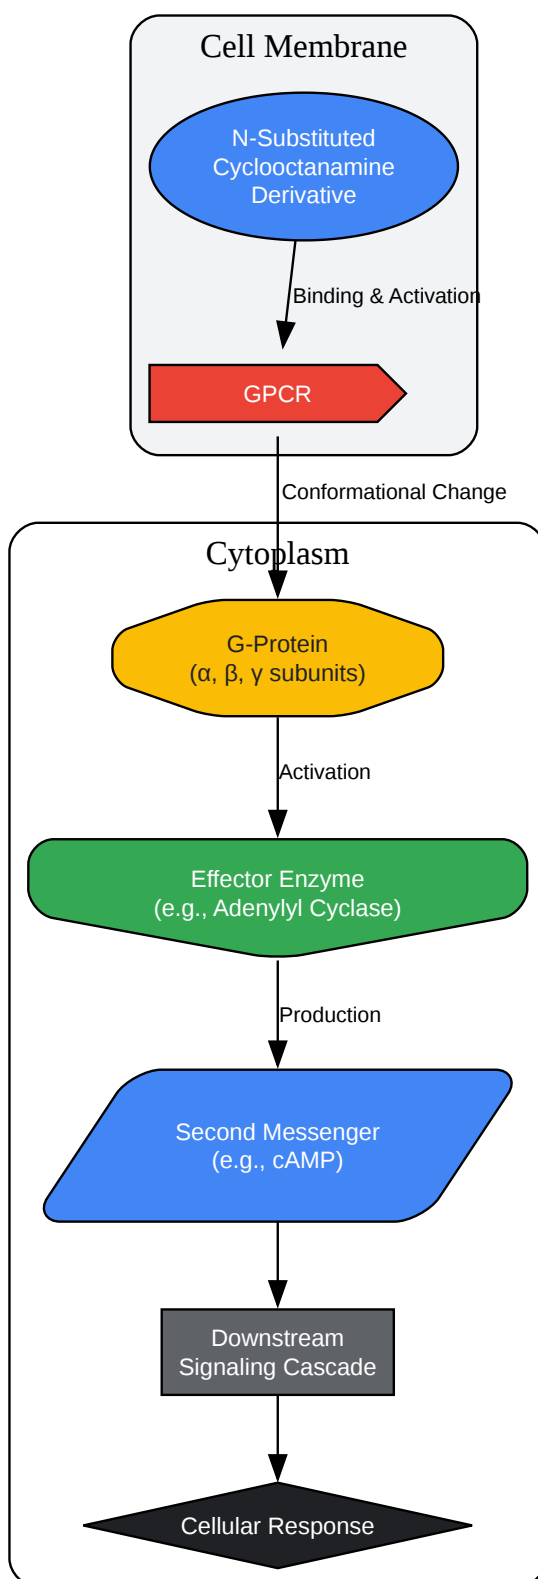 Cell Membrane
N-Substituted
Cyclooctanamine
Derivative
Binding & Activation
GPCR
Conformational Change
Cytoplasm
G-Protein
(α, β, γ subunits)
Activation
Effector Enzyme
(e.g., Adenylyl Cyclase)
Production
Second Messenger
(e.g., cAMP)
Downstream
Signaling Cascade
Cellular Response